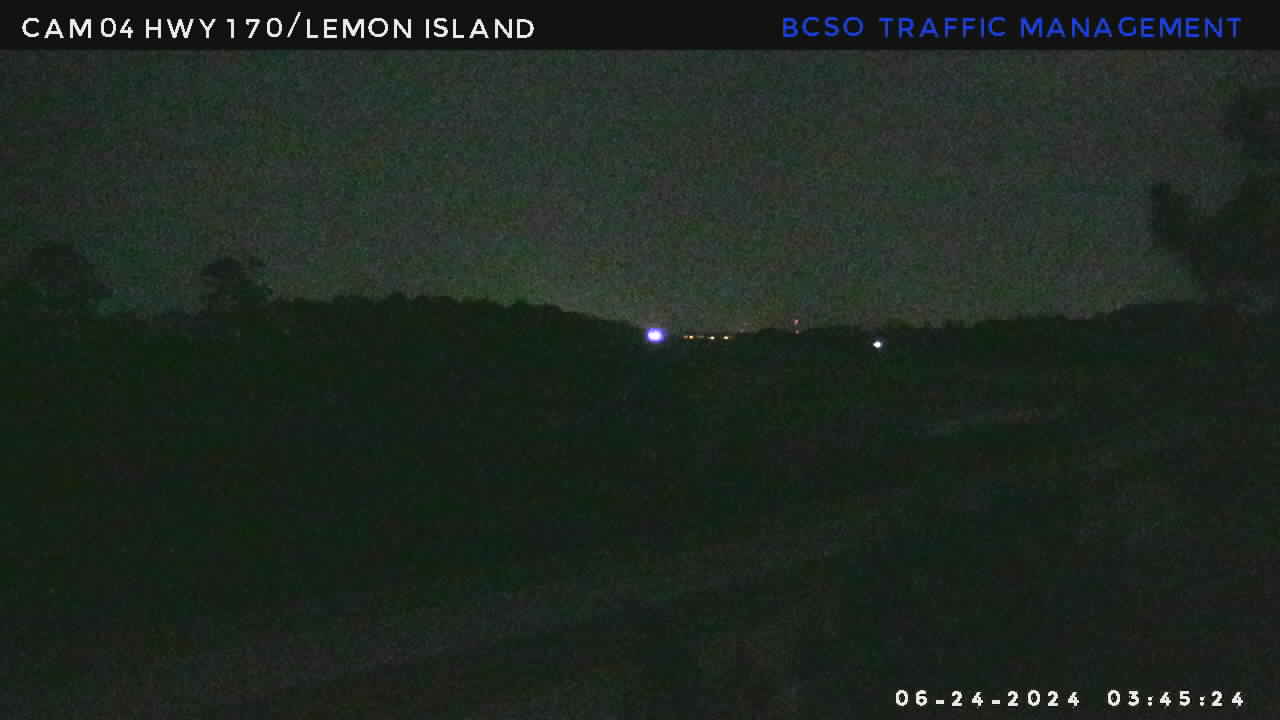 CAM04 HWY 170/LEMON ISLAND
BCSO TRAFFIC MANAGEMENT
06-24-2024 03:45:24